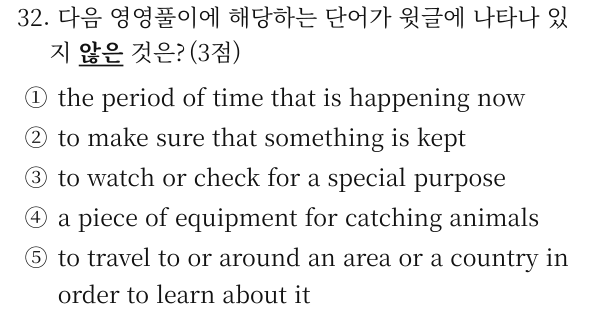 32. 다음 영영풀이에 해당하는 단어가 윗글에 나타나 있
지 않은 것은?(3점)
① the period of time that is happening now
② to make sure that something is kept
③ to watch or check for a special purpose
④ a piece of equipment for catching animals
⑤ to travel to or around an area or a country in
order to learn about it